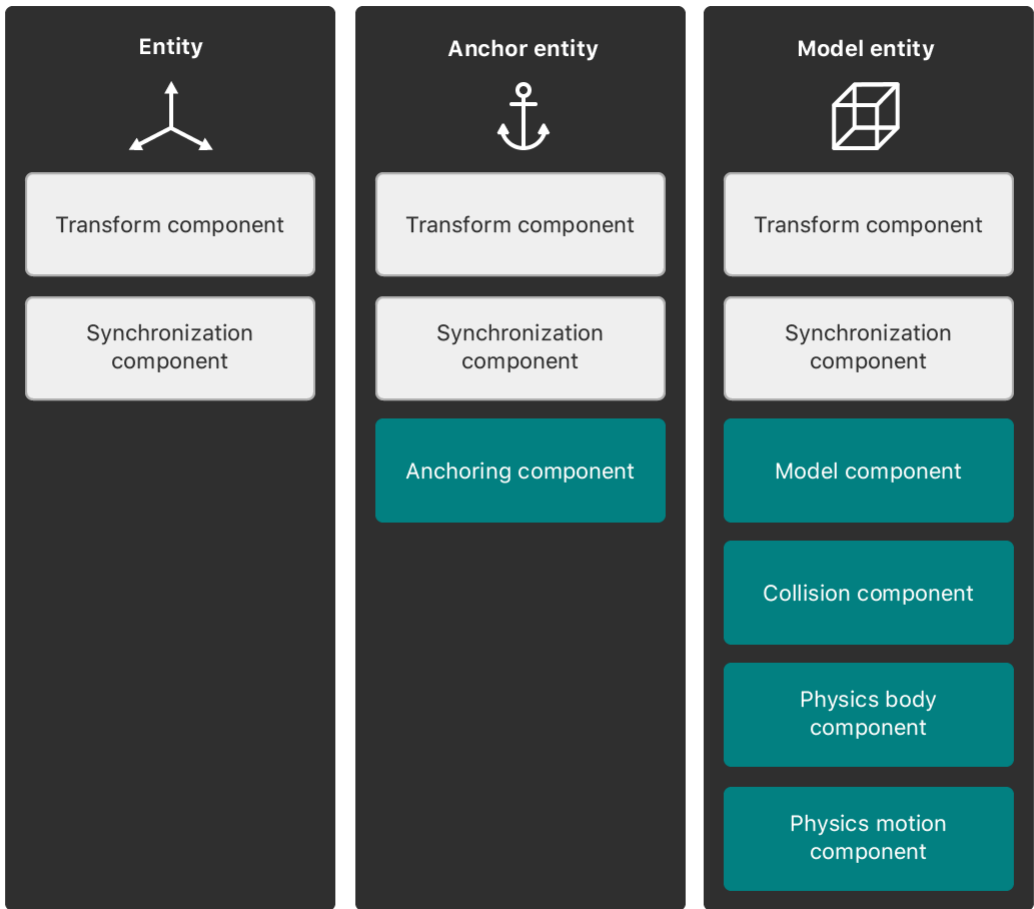 Entity
Transform component
Synchronization
component
Anchor entity
Transform component
Synchronization
component
Anchoring component
Model entity
Transform component
Synchronization
component
Model component
Collision component
Physics body
component
Physics motion
component